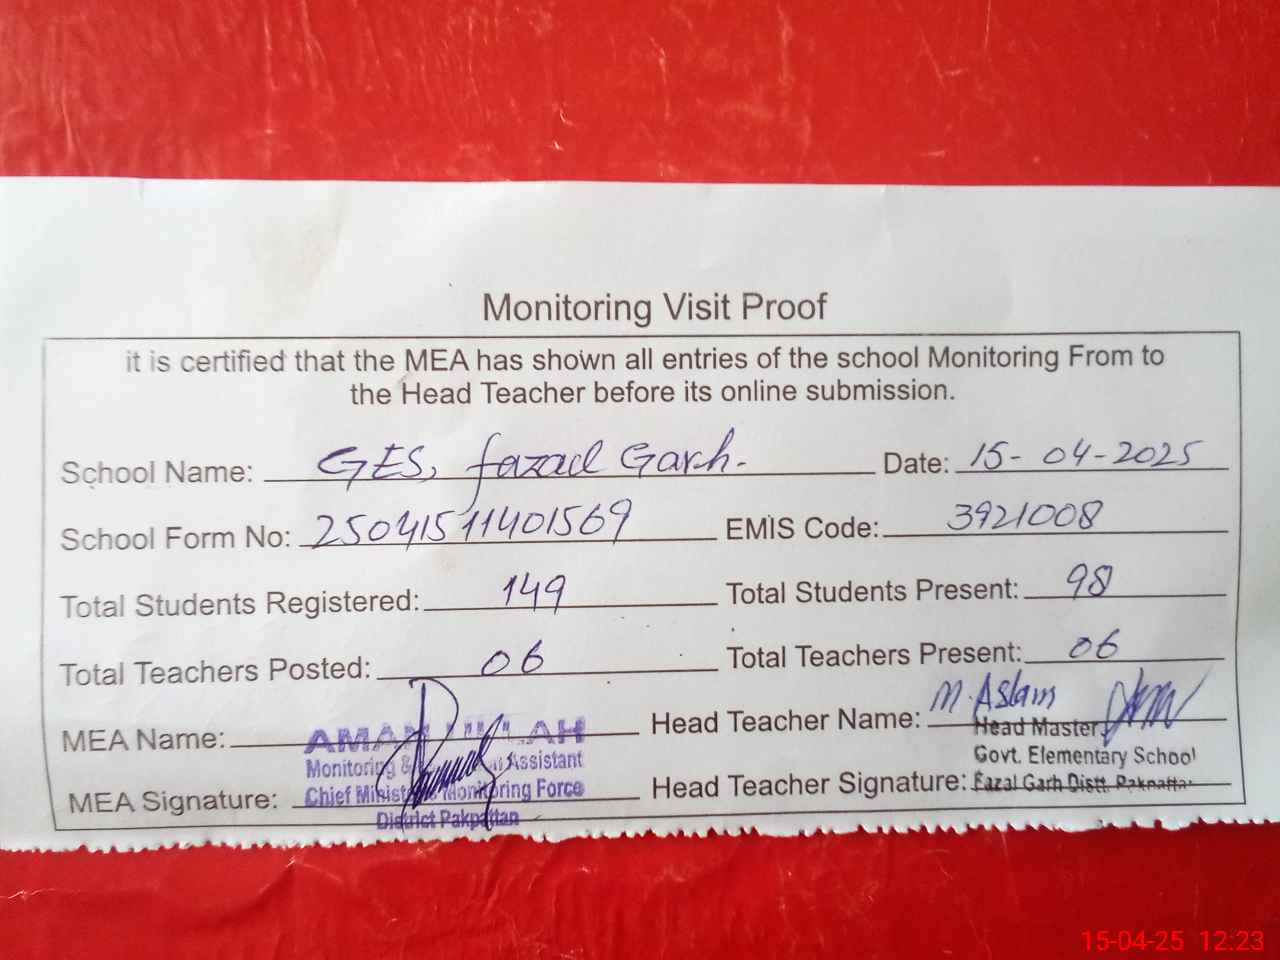 Monitoring Visit Proof
it is certified that the MEA has shown all entries of the school Monitoring From to
the Head Teacher before its online submission.
School Name: GES, fazal Garh. Date: 15-04-2025
School Form No: 25041511401569 EMIS Code: 3921008
Total Students Registered: 149 Total Students Present: 98
Total Teachers Posted: 06 Total Teachers Present: 06
MEA Name: Head Teacher Name: M. Aslam
Head Master
Monitoring & Assistant Govt. Elementary School
MEA Signature: Chief Monitoring Force Head Teacher Signature: Fazal Garh Distt. Pakpattan
District Pakpattan
15-04-25 12:23